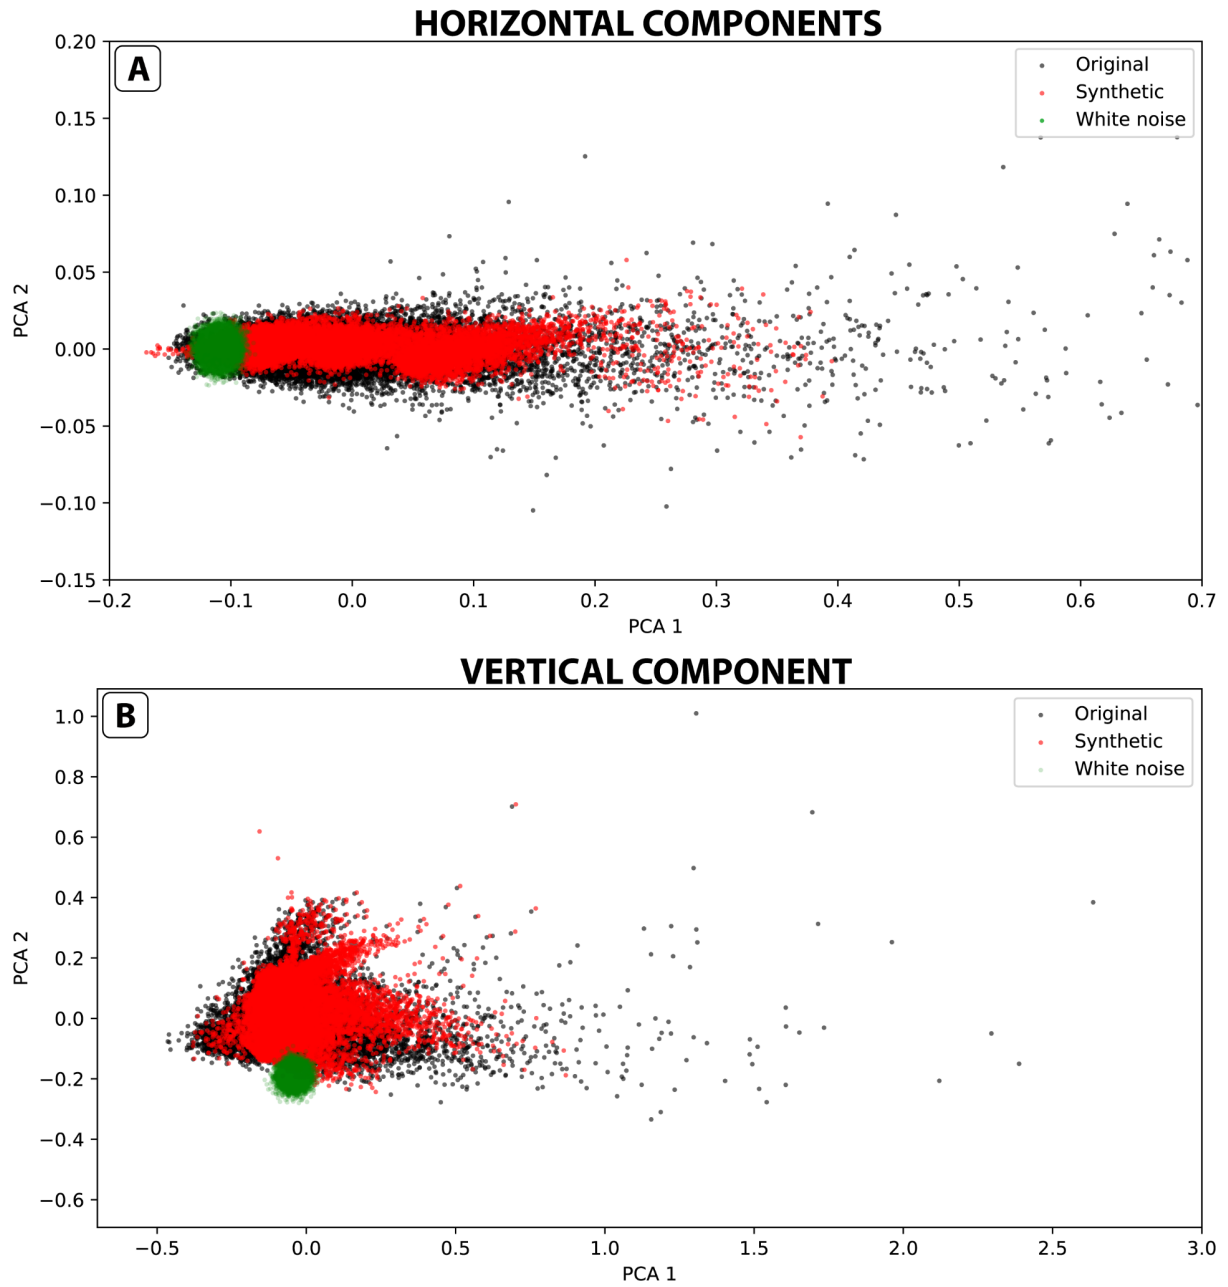 HORIZONTAL COMPONENTS
A
Original
Synthetic
White noise
0.20
0.15
0.10
0.05
0.00
−0.05
−0.10
−0.15
PCA 2
−0.2 −0.1 0.0 0.1 0.2 0.3 0.4 0.5 0.6 0.7
PCA 1
VERTICAL COMPONENT
B
Original
Synthetic
White noise
1.0
0.8
0.6
0.4
0.2
0.0
−0.2
−0.4
−0.6
PCA 2
−0.5 0.0 0.5 1.0 1.5 2.0 2.5 3.0
PCA 1